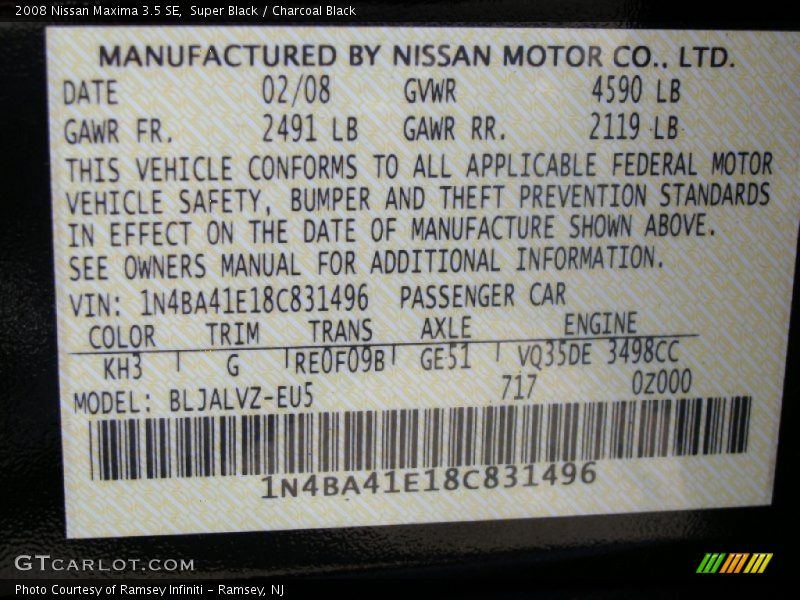 2008 Nissan Maxima 3.5 SE, Super Black / Charcoal Black
MANUFACTURED BY NISSAN MOTOR CO., LTD.
DATE 02/08 GVWR 4590 LB
GAWR FR. 2491 LB GAWR RR. 2119 LB
THIS VEHICLE CONFORMS TO ALL APPLICABLE FEDERAL MOTOR
VEHICLE SAFETY, BUMPER AND THEFT PREVENTION STANDARDS
IN EFFECT ON THE DATE OF MANUFACTURE SHOWN ABOVE.
SEE OWNERS MANUAL FOR ADDITIONAL INFORMATION.
VIN: 1N4BA41E18C831496 PASSENGER CAR
COLOR TRIM TRANS AXLE ENGINE
KH3 G RE0F09B GE51 VQ35DE 3498CC
MODEL: BLJALVZ-EU5 717 0Z000
1N4BA41E18C831496
GTCARLOT.COM
Photo Courtesy of Ramsey Infiniti - Ramsey, NJ